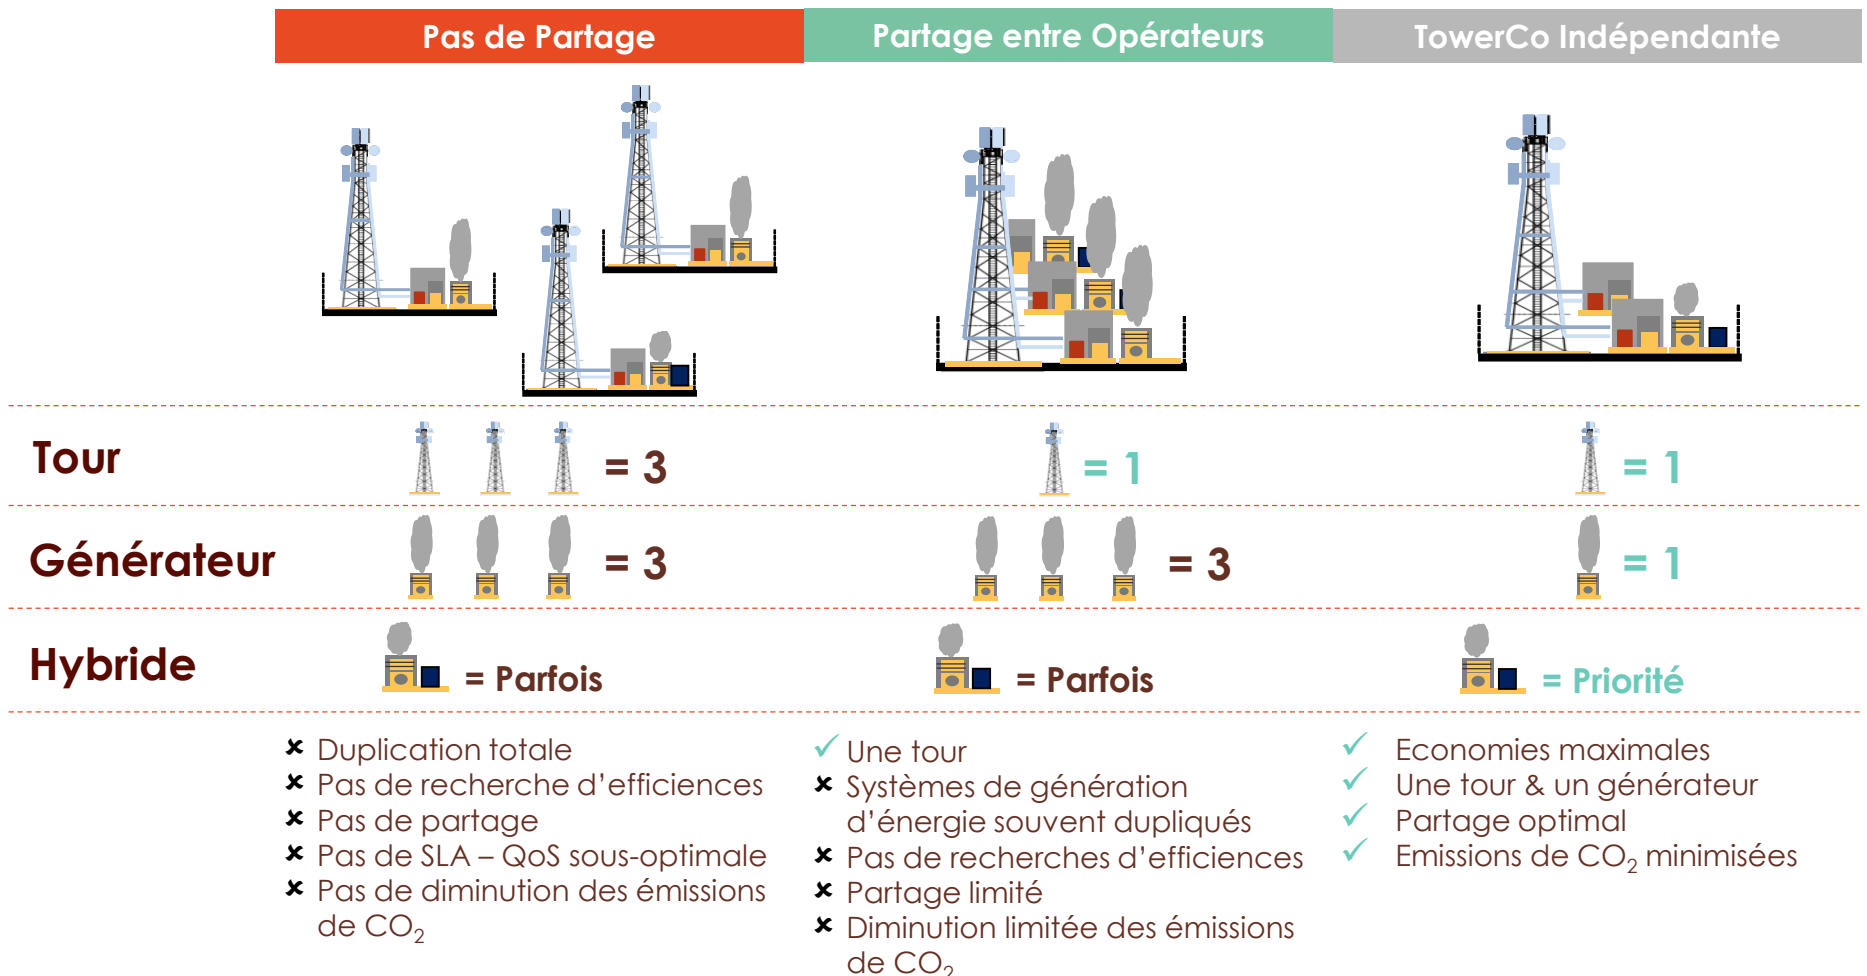 Pas de Partage
Partage entre Opérateurs
TowerCo Indépendante
Tour
= 3
= 1
= 1
Générateur
= 3
= 3
= 1
Hybride
= Parfois
= Parfois
= Priorité
✘ Duplication totale
✘ Pas de recherche d’efficiences
✘ Pas de partage
✘ Pas de SLA – QoS sous-optimale
✘ Pas de diminution des émissions
de CO₂
✓ Une tour
✘ Systèmes de génération
d’énergie souvent dupliqués
✘ Pas de recherches d’efficiences
✘ Partage limité
✘ Diminution limitée des émissions
de CO₂
✓ Economies maximales
✓ Une tour & un générateur
✓ Partage optimal
✓ Emissions de CO₂ minimisées